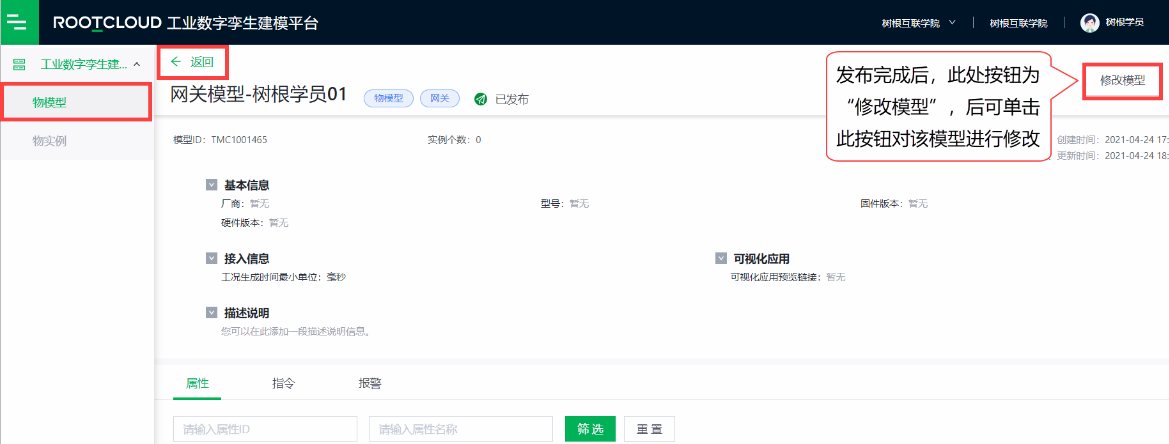 ROOTCLOUD 工业数字孪生建模平台
树根互联学院
树根互联学院
树根学员
工业数字孪生建...
物模型
物实例
返回
网关模型-树根学员01
物模型
网关
已发布
发布完成后，此处按钮为
“修改模型”，后可单击
此按钮对该模型进行修改
修改模型
模型ID：TMC1001465
实例个数：0
创建时间：2021-04-24 17:
更新时间：2021-04-24 18:
基本信息
厂商：暂无
型号：暂无
固件版本：暂无
硬件版本：暂无
接入信息
可视化应用
工况生成时间最小单位：毫秒
可视化应用预览链接：暂无
描述说明
您可以在此添加一段描述说明信息。
属性
指令
报警
请输入属性ID
请输入属性名称
筛选
重置